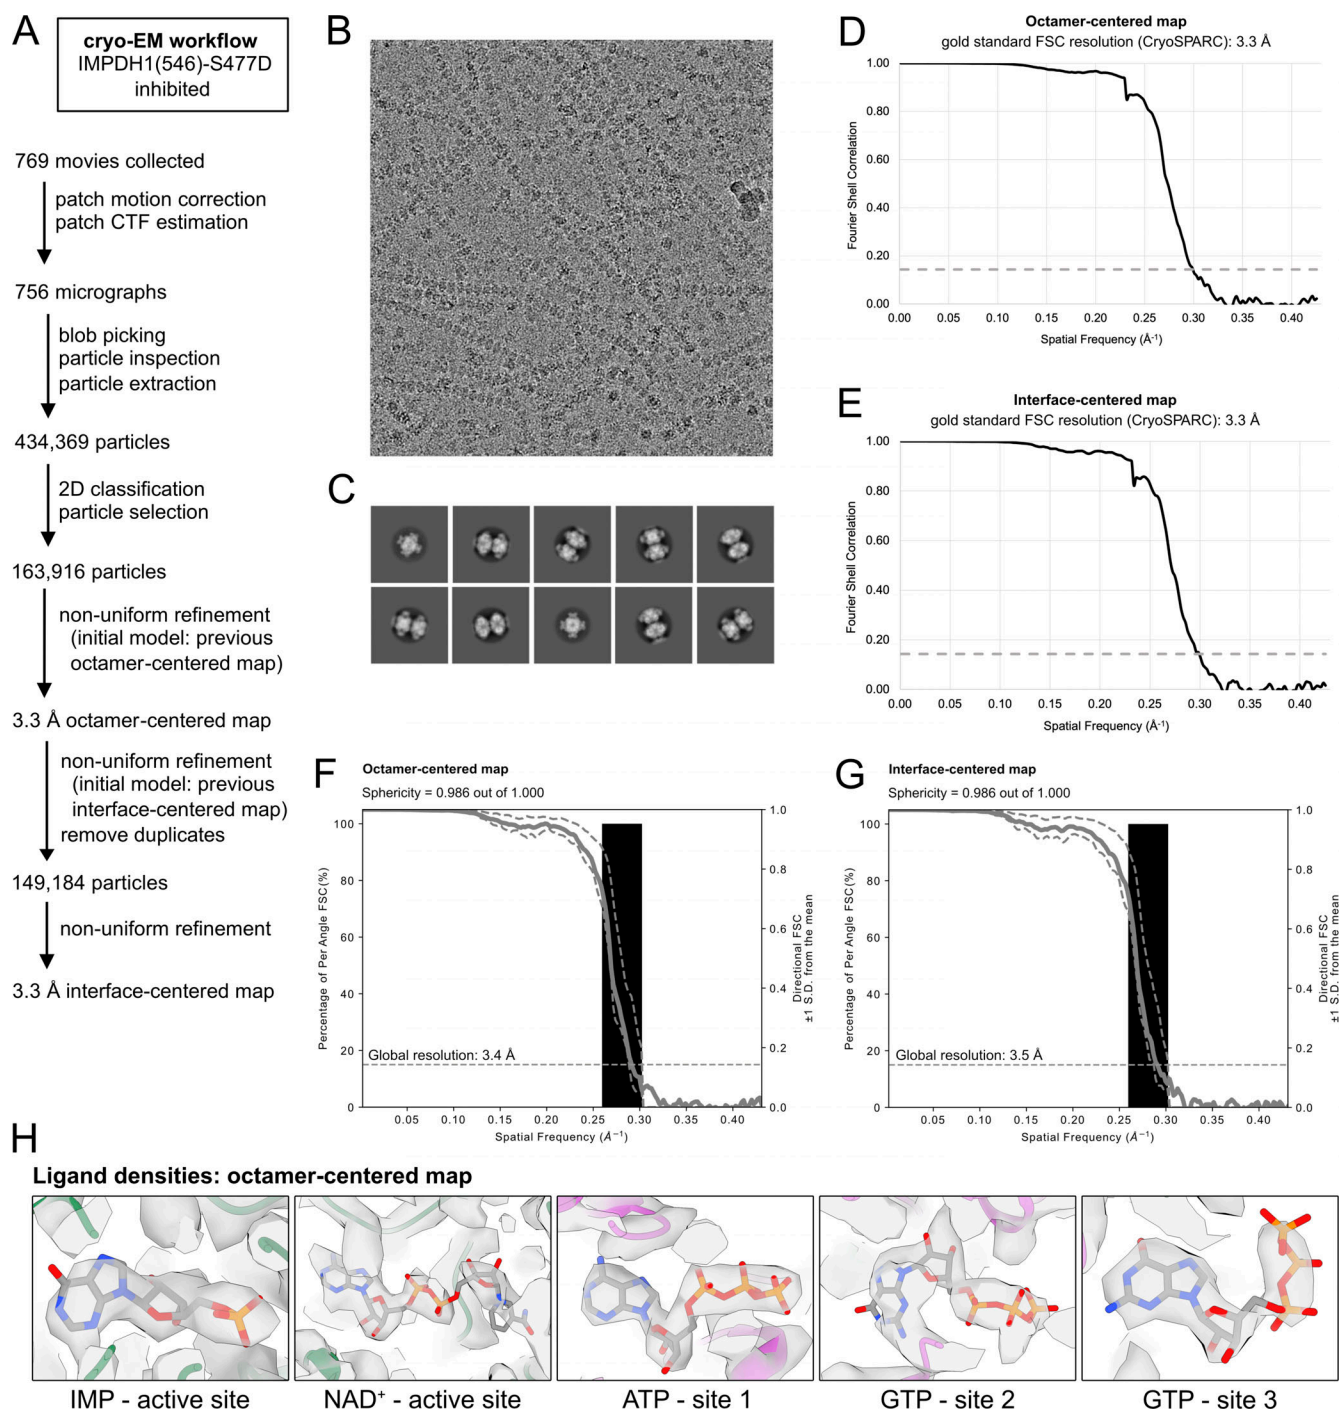 A
cryo-EM workflow
IMPDH1(546)-S477D
inhibited
769 movies collected
patch motion correction
patch CTF estimation
756 micrographs
blob picking
particle inspection
particle extraction
434,369 particles
2D classification
particle selection
163,916 particles
non-uniform refinement
(initial model: previous
octamer-centered map)
3.3 Å octamer-centered map
non-uniform refinement
(initial model: previous
interface-centered map)
remove duplicates
149,184 particles
non-uniform refinement
3.3 Å interface-centered map
B
C
D
Octamer-centered map
gold standard FSC resolution (CryoSPARC): 3.3 Å
Fourier Shell Correlation
1.00
0.80
0.60
0.40
0.20
0.00
0.00 0.05 0.10 0.15 0.20 0.25 0.30 0.35 0.40
Spatial Frequency (Å⁻¹)
E
Interface-centered map
gold standard FSC resolution (CryoSPARC): 3.3 Å
Fourier Shell Correlation
1.00
0.80
0.60
0.40
0.20
0.00
0.00 0.05 0.10 0.15 0.20 0.25 0.30 0.35 0.40
Spatial Frequency (Å⁻¹)
F
Octamer-centered map
Sphericity = 0.986 out of 1.000
Percentage of Per Angle FSC(%)
100
80
60
40
20
0
Global resolution: 3.4 Å
0.05 0.10 0.15 0.20 0.25 0.30 0.35 0.40
Spatial Frequency (Å⁻¹)
1.0
0.8
0.6
0.4
0.2
0.0
Directional FSC
±1 S.D. from the mean
G
Interface-centered map
Sphericity = 0.986 out of 1.000
Percentage of Per Angle FSC(%)
100
80
60
40
20
0
Global resolution: 3.5 Å
0.05 0.10 0.15 0.20 0.25 0.30 0.35 0.40
Spatial Frequency (Å⁻¹)
1.0
0.8
0.6
0.4
0.2
0.0
Directional FSC
±1 S.D. from the mean
H
Ligand densities: octamer-centered map
IMP - active site
NAD⁺ - active site
ATP - site 1
GTP - site 2
GTP - site 3